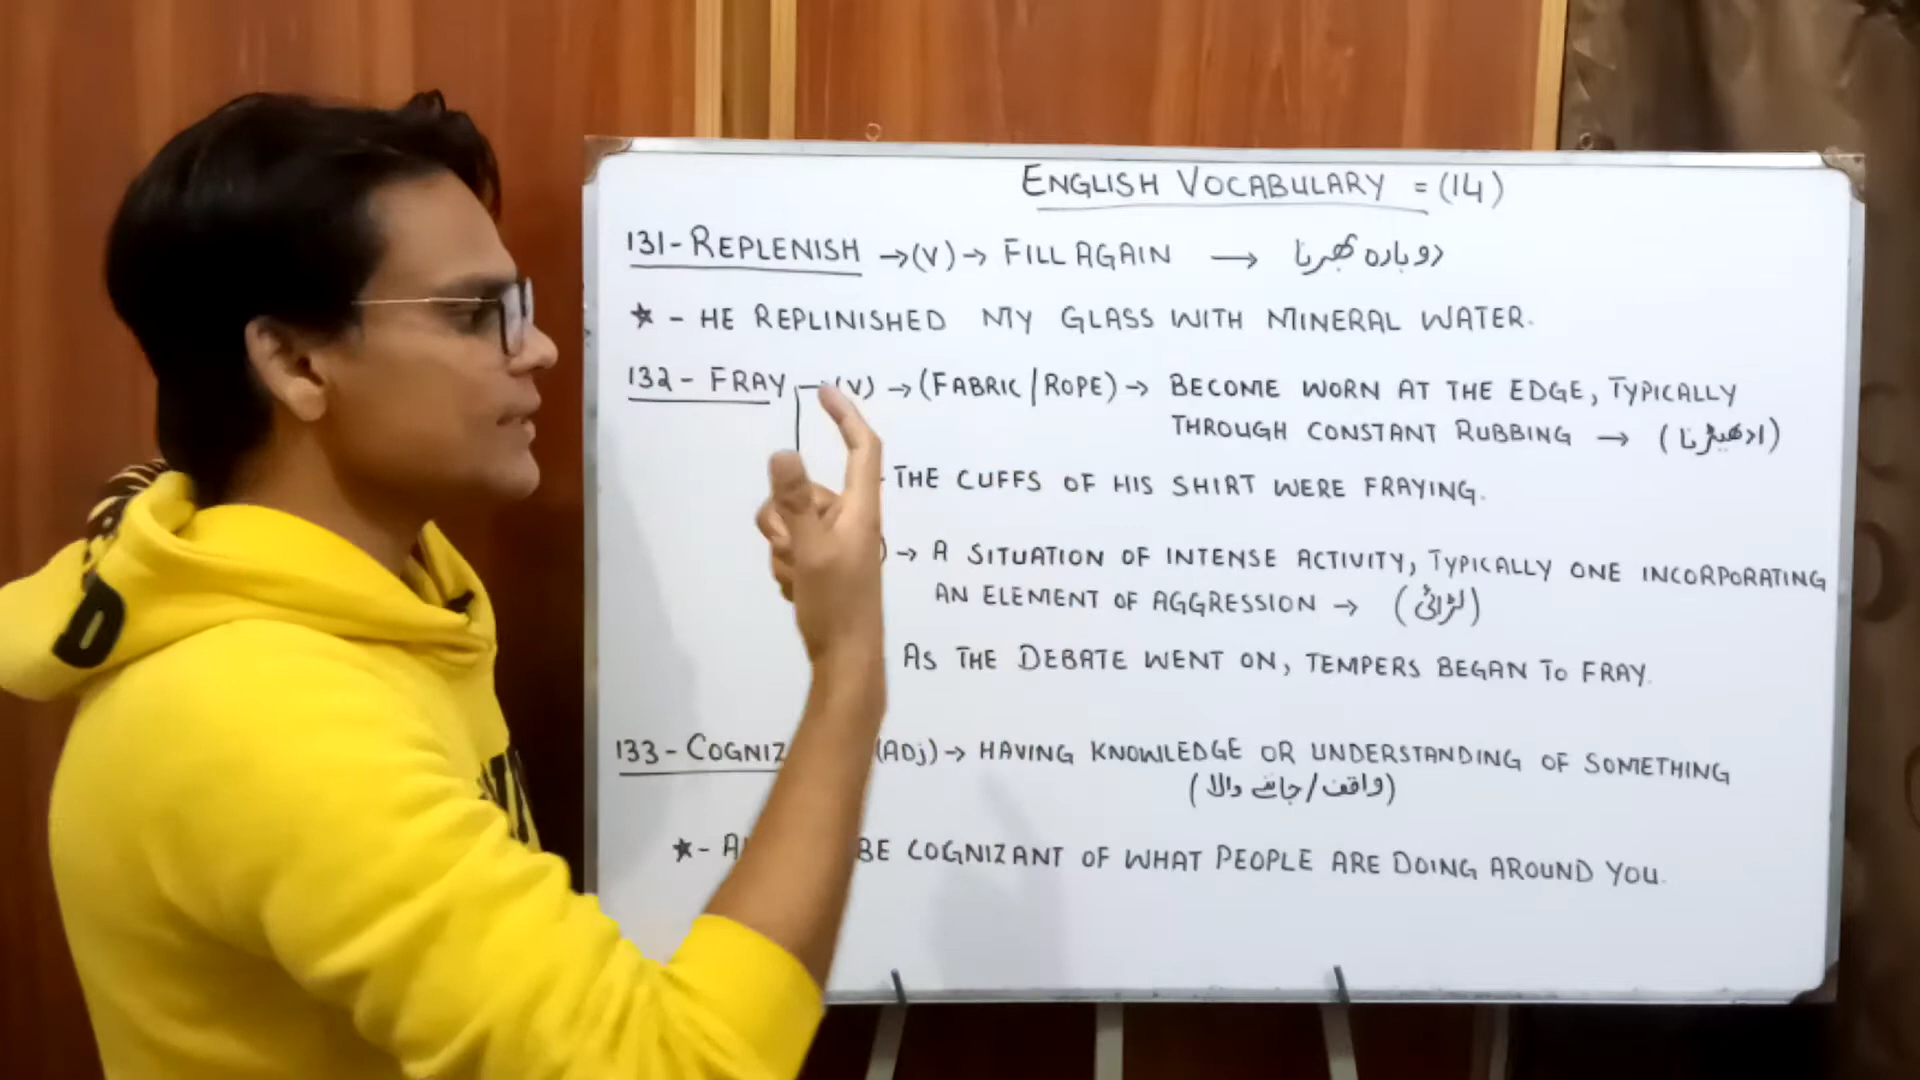 ENGLISH VOCABULARY = (14)
131- REPLENISH → (V) → FILL AGAIN → دوبارہ بھرنا
★ - HE REPLINISHED MY GLASS WITH MINERAL WATER.
132 - FRAY → (V) → (FABRIC / ROPE) → BECOME WORN AT THE EDGE, TYPICALLY
THROUGH CONSTANT RUBBING → (ادھیڑنا)
THE CUFFS OF HIS SHIRT WERE FRAYING.
→ A SITUATION OF INTENSE ACTIVITY, TYPICALLY ONE INCORPORATING
AN ELEMENT OF AGGRESSION → (لڑائی)
AS THE DEBATE WENT ON, TEMPERS BEGAN TO FRAY.
133 - COGNIZ (ADJ) → HAVING KNOWLEDGE OR UNDERSTANDING OF SOMETHING
(واقف/جاننے والا)
★ - BE COGNIZANT OF WHAT PEOPLE ARE DOING AROUND YOU.
D